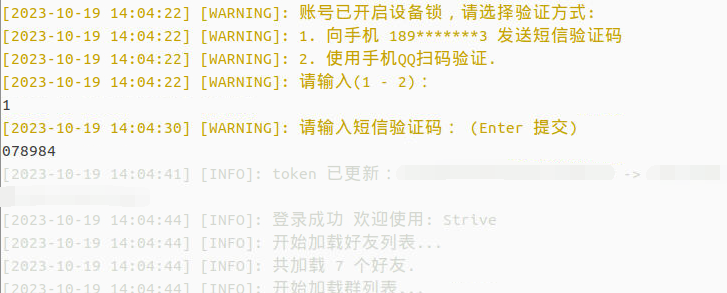 [2023-10-19 14:04:22] [WARNING]: 账号已开启设备锁，请选择验证方式:
[2023-10-19 14:04:22] [WARNING]: 1. 向手机 189*******3 发送短信验证码
[2023-10-19 14:04:22] [WARNING]: 2. 使用手机QQ扫码验证.
[2023-10-19 14:04:22] [WARNING]: 请输入(1 - 2)：
1
[2023-10-19 14:04:30] [WARNING]: 请输入短信验证码： (Enter 提交)
078984
[2023-10-19 14:04:41] [INFO]: token 已更新： ->
[2023-10-19 14:04:44] [INFO]: 登录成功 欢迎使用: Strive
[2023-10-19 14:04:44] [INFO]: 开始加载好友列表...
[2023-10-19 14:04:44] [INFO]: 共加载 7 个好友.
[2023-10-19 14:04:44] [INFO]: 开始加载群列表...